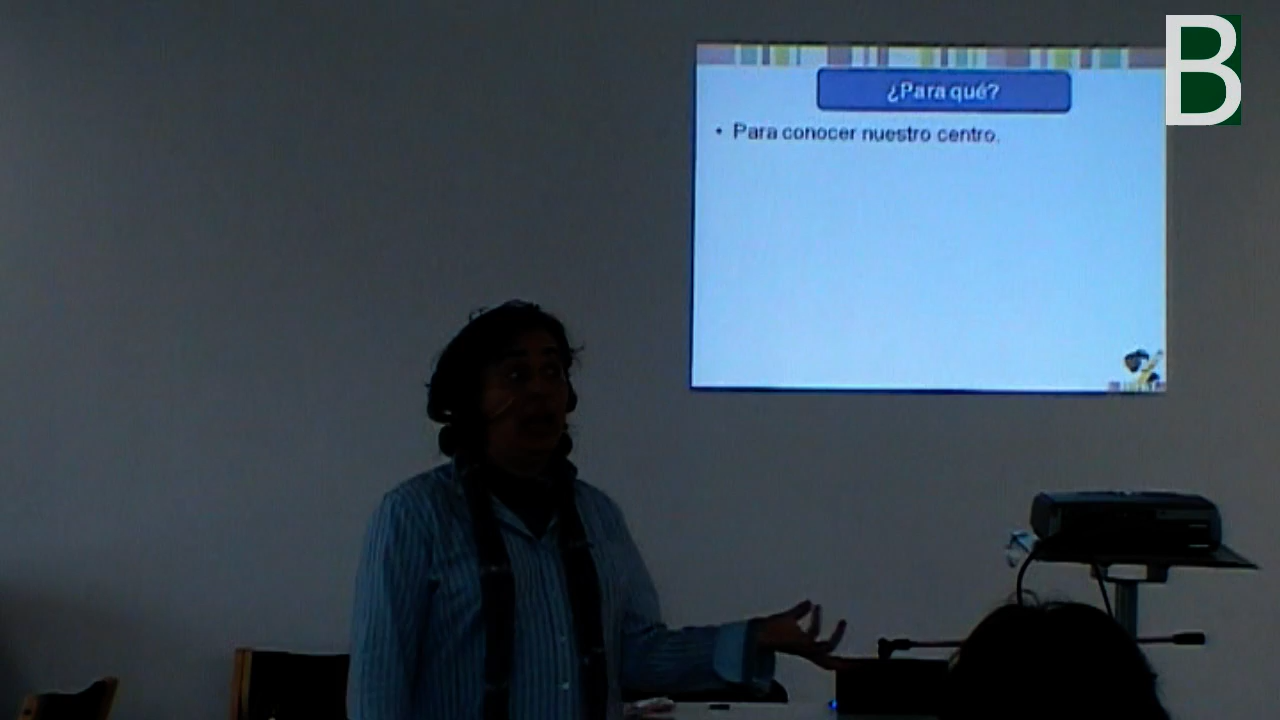 B
¿Para qué?
• Para conocer nuestro centro.